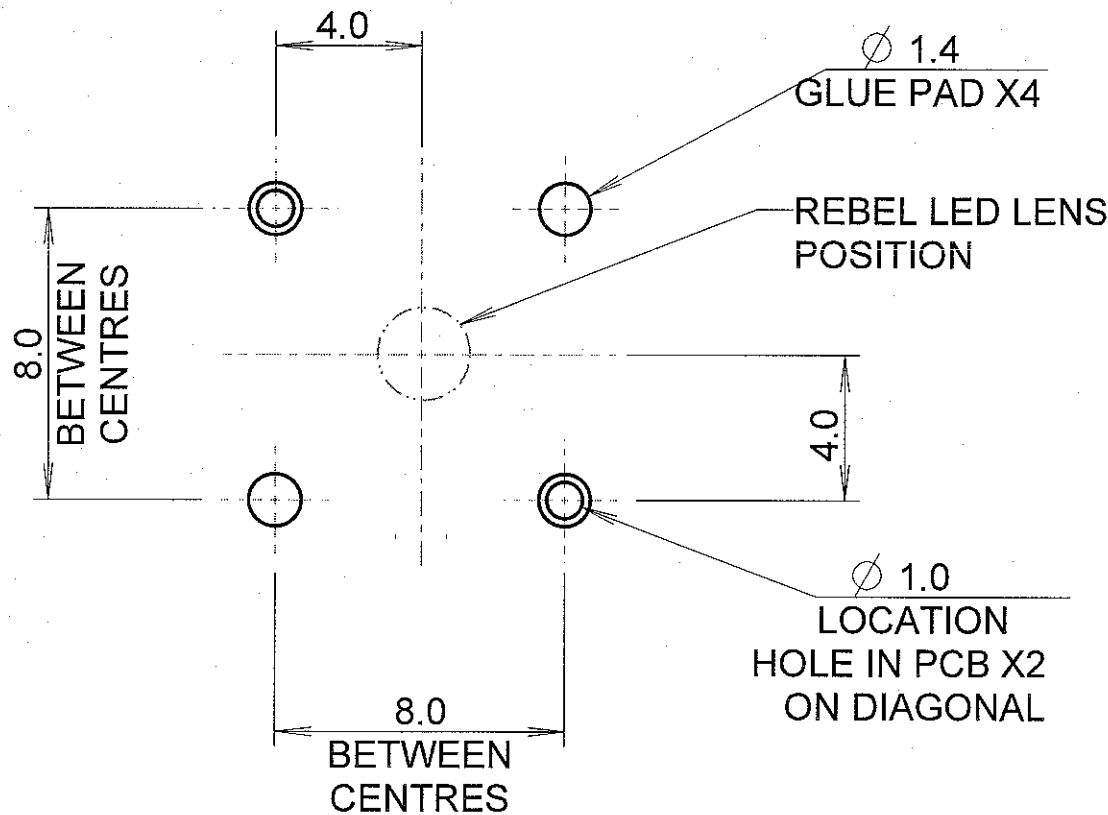 4.0
Ø 1.4
GLUE PAD X4
REBEL LED LENS
POSITION
8.0
BETWEEN
CENTRES
4.0
Ø 1.0
LOCATION
HOLE IN PCB X2
ON DIAGONAL
8.0
BETWEEN
CENTRES